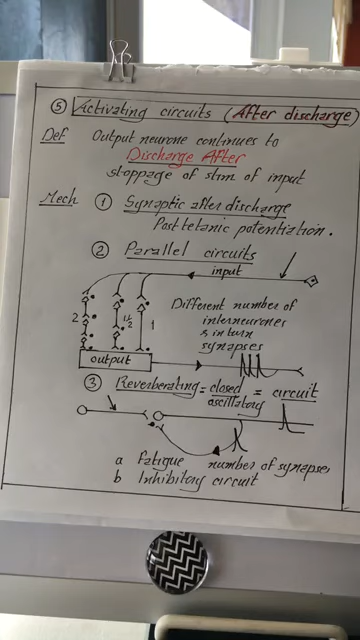 ⑤ Activating circuits (After discharge)
Def Output neurone continues to
Discharge After
stoppage of stm of input
Mech ① Synaptic after discharge
Post tetanic potentiation.
② Parallel circuits
input
Different number of
interneurones
& in turn
synapses
2 1½ 1
output
③ Reverberating = closed = circuit
oscillatory
a Fatigue number of synapses
b Inhibitory circuit